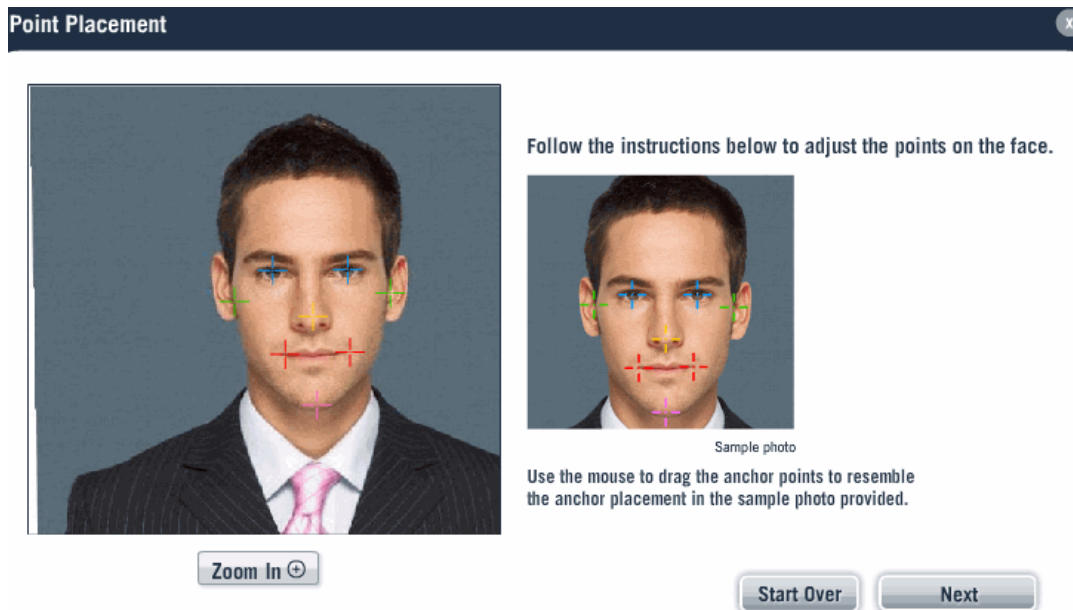 Point Placement
X
Follow the instructions below to adjust the points on the face.
Sample photo
Use the mouse to drag the anchor points to resemble
the anchor placement in the sample photo provided.
Zoom In
Start Over
Next